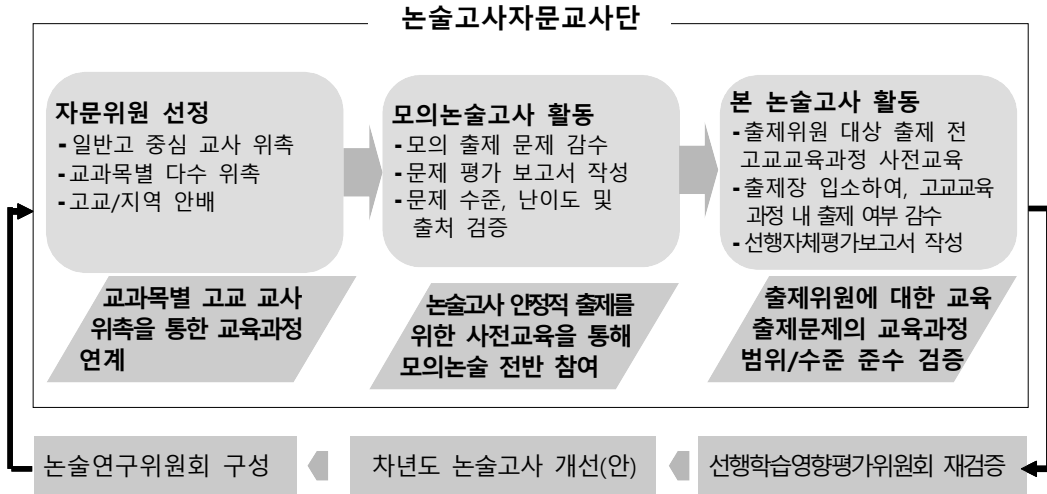 논술고사자문교사단
자문위원 선정
-일반고 중심 교사 위촉
-교과목별 다수 위촉
-고교/지역 안배
교과목별 고교 교사
위촉을 통한 교육과정
연계
모의논술고사 활동
-모의 출제 문제 감수
-문제 평가 보고서 작성
-문제 수준, 난이도 및
출처 검증
논술고사 안정적 출제를
위한 사전교육을 통해
모의논술 전반 참여
본 논술고사 활동
-출제위원 대상 출제 전
고교교육과정 사전교육
-출제장 입소하여, 고교교육
과정 내 출제 여부 감수
-선행자체평가보고서 작성
출제위원에 대한 교육
출제문제의 교육과정
범위/수준 준수 검증
논술연구위원회 구성
차년도 논술고사 개선(안)
선행학습영향평가위원회 재검증